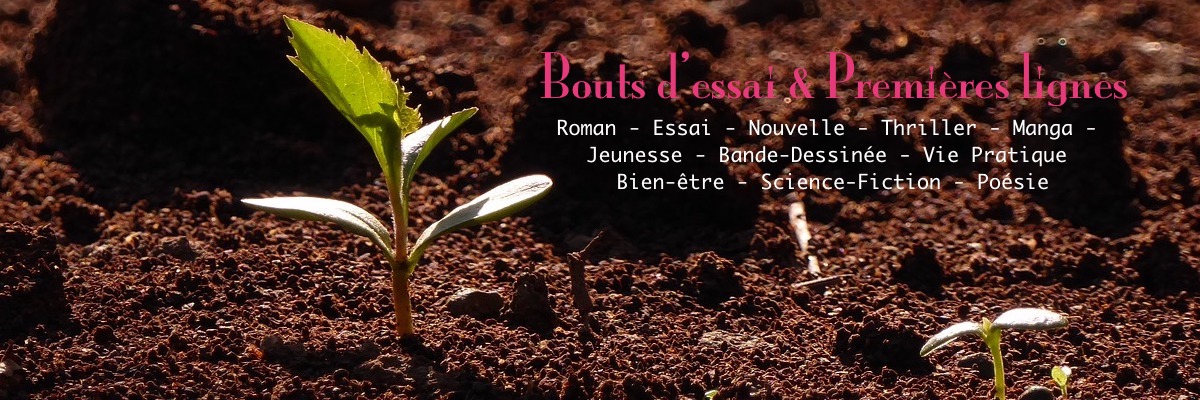 Bouts d'essai & Premières lignes
Roman - Essai - Nouvelle - Thriller - Manga -
Jeunesse - Bande-Dessinée - Vie Pratique
Bien-être - Science-Fiction - Poésie